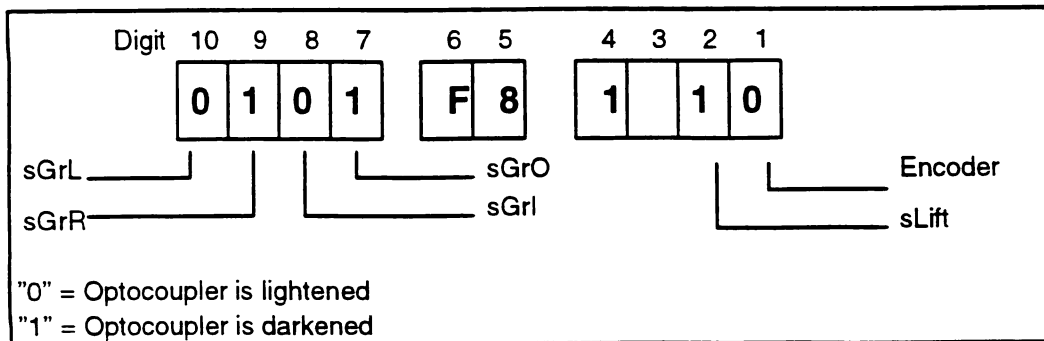 Digit 10 9 8 7 6 5 4 3 2 1
0 1 0 1 F 8 1 1 0
sGrL sGrO Encoder
sGrR sGrI sLift
"0" = Optocoupler is lightened
"1" = Optocoupler is darkened